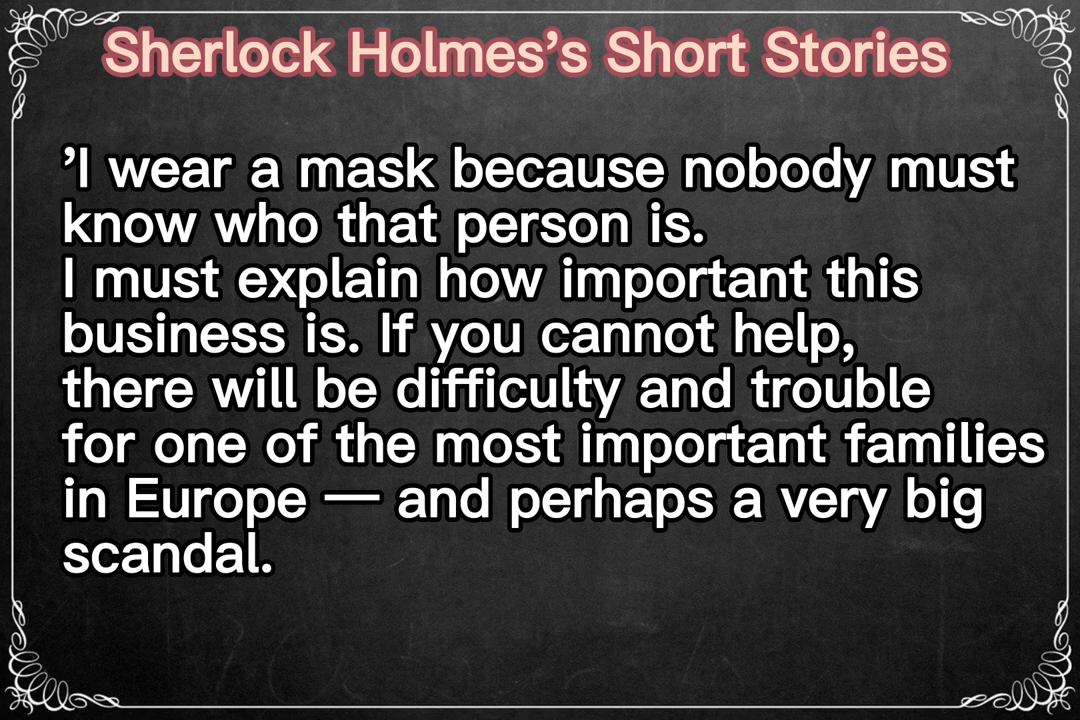 Sherlock Holmes’s Short Stories
’I wear a mask because nobody must
know who that person is.
I must explain how important this
business is. If you cannot help,
there will be difficulty and trouble
for one of the most important families
in Europe — and perhaps a very big
scandal.